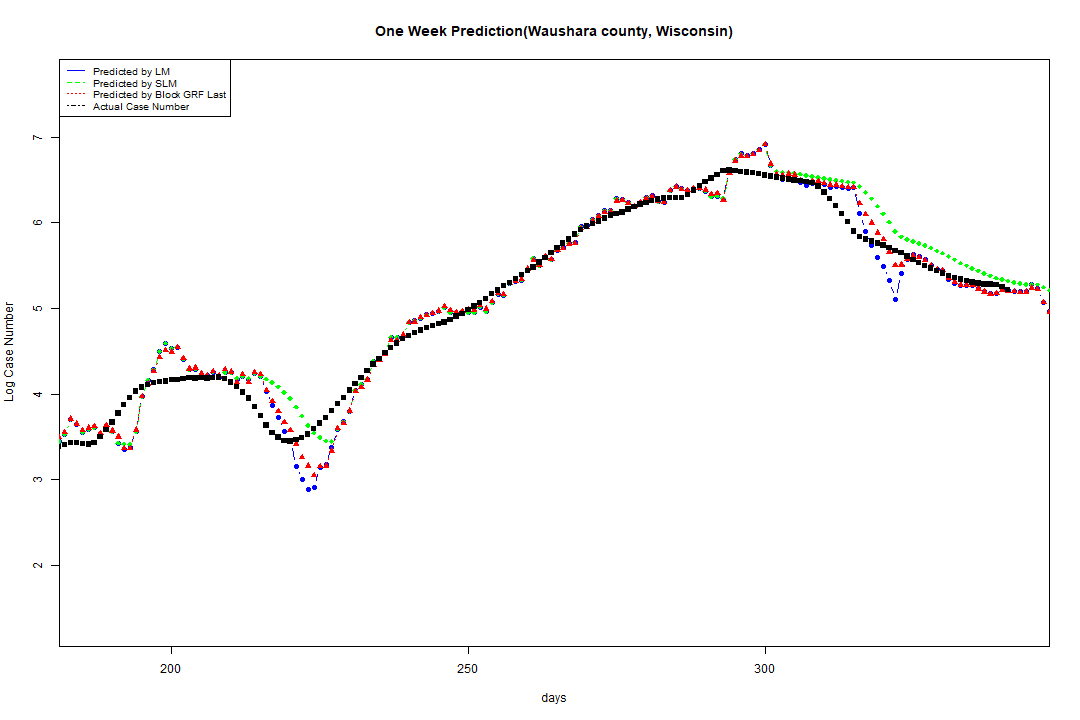 One Week Prediction(Waushara county, Wisconsin)
Predicted by LM
Predicted by SLM
Predicted by Block GRF Last
Actual Case Number
7
6
5
4
3
2
Log Case Number
200 250 300
days